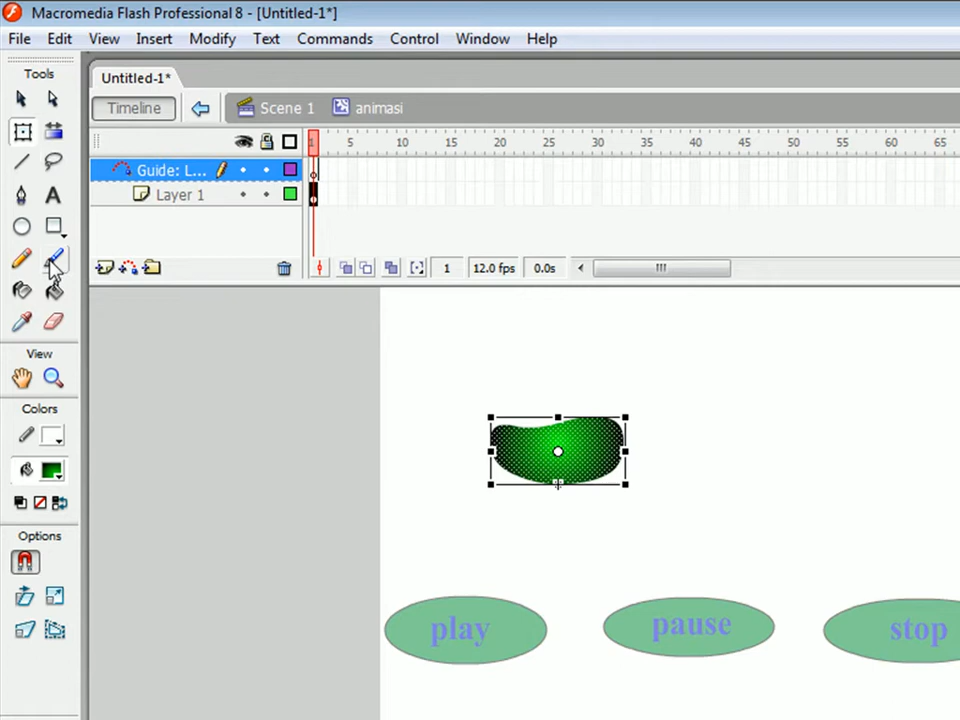 Macromedia Flash Professional 8 - [Untitled-1*]
File Edit View Insert Modify Text Commands Control Window Help
Tools
Untitled-1*
Timeline Scene 1 animasi
1 5 10 15 20 25 30 35 40 45 50 55 60 65
Guide: L...
Layer 1
1 12.0 fps 0.0s
View
Colors
Options
play pause stop